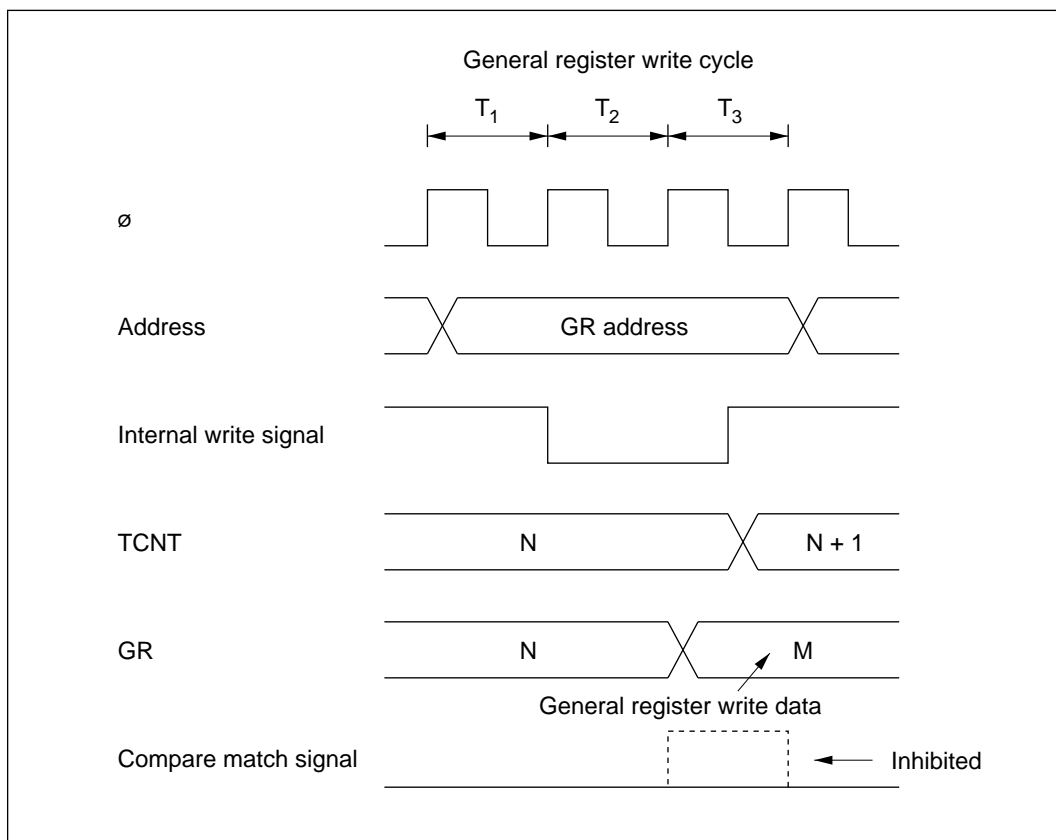 General register write cycle
T1 T2 T3
ø
Address GR address
Internal write signal
TCNT N N + 1
GR N M
General register write data
Compare match signal Inhibited